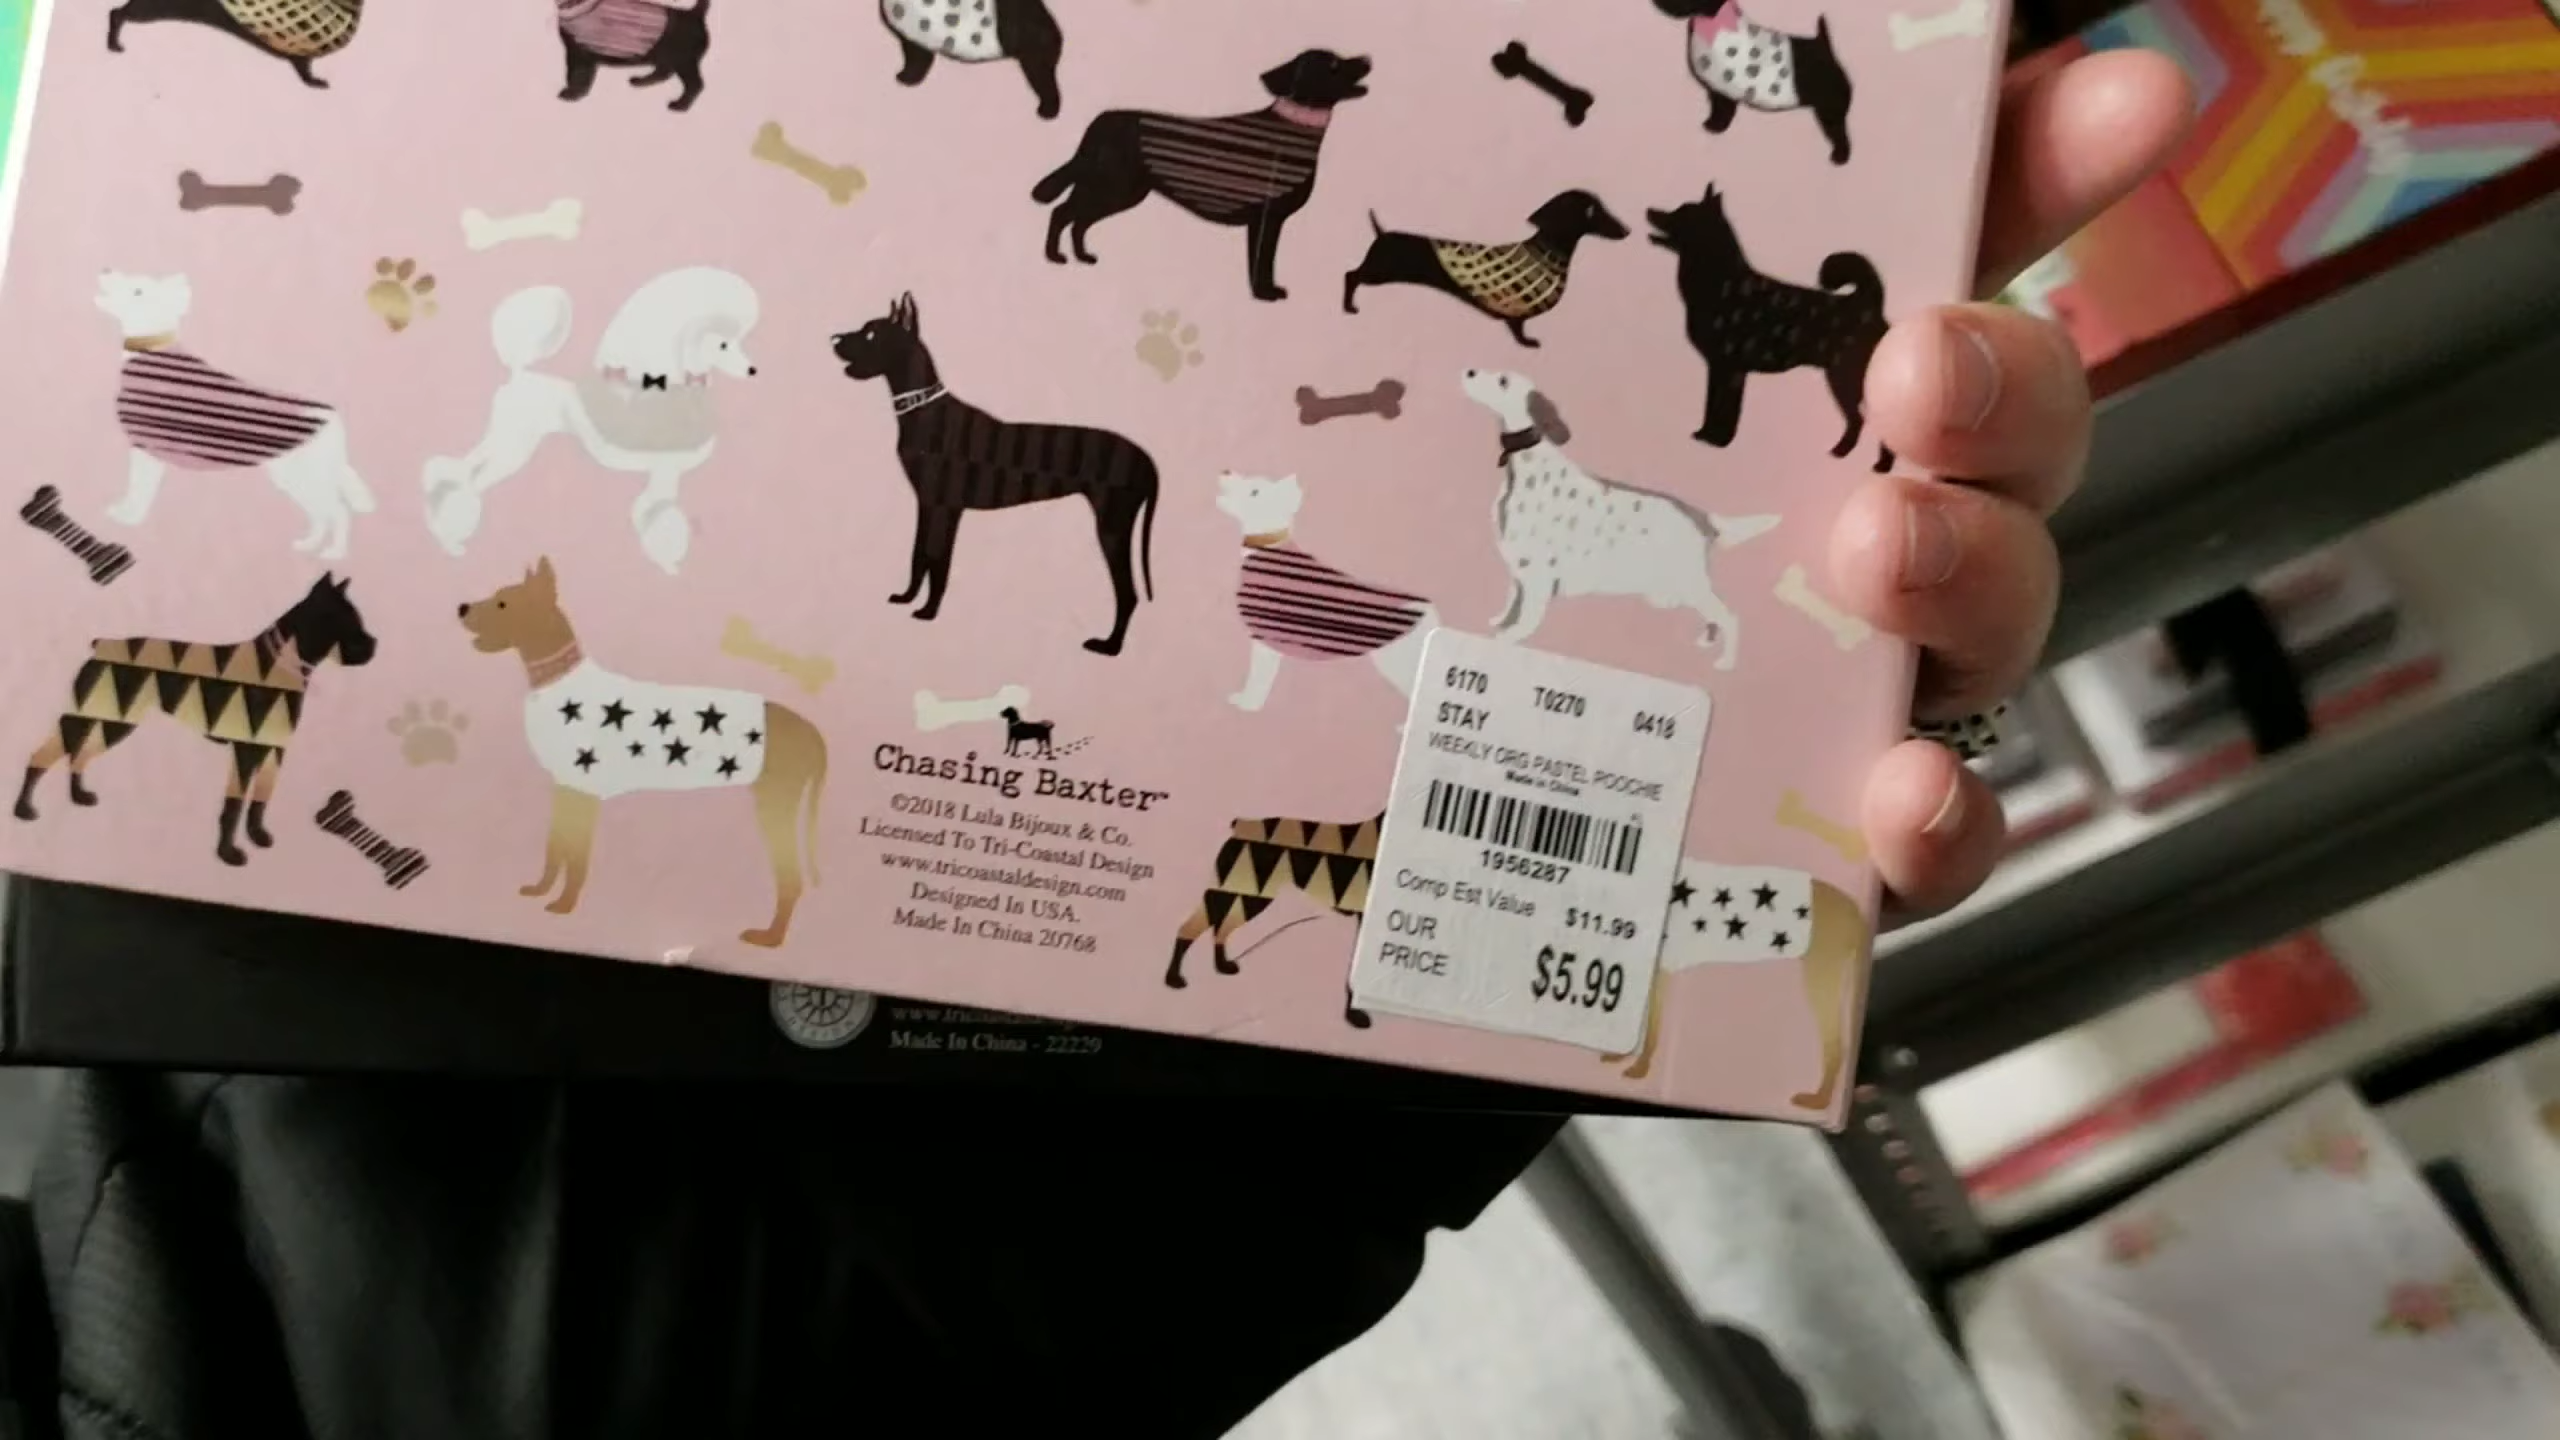 Chasing Baxter™
©2018 Lula Bijoux & Co.
Licensed To Tri-Coastal Design
www.tricoastaldesign.com
Designed In USA.
Made In China 20768
6170 T0270 0418
STAY
WEEKLY ORG PASTEL POOCHIE
Made in China
1956287
Comp Est Value $11.99
OUR
PRICE $5.99
DESIGN
Made In China - 22229